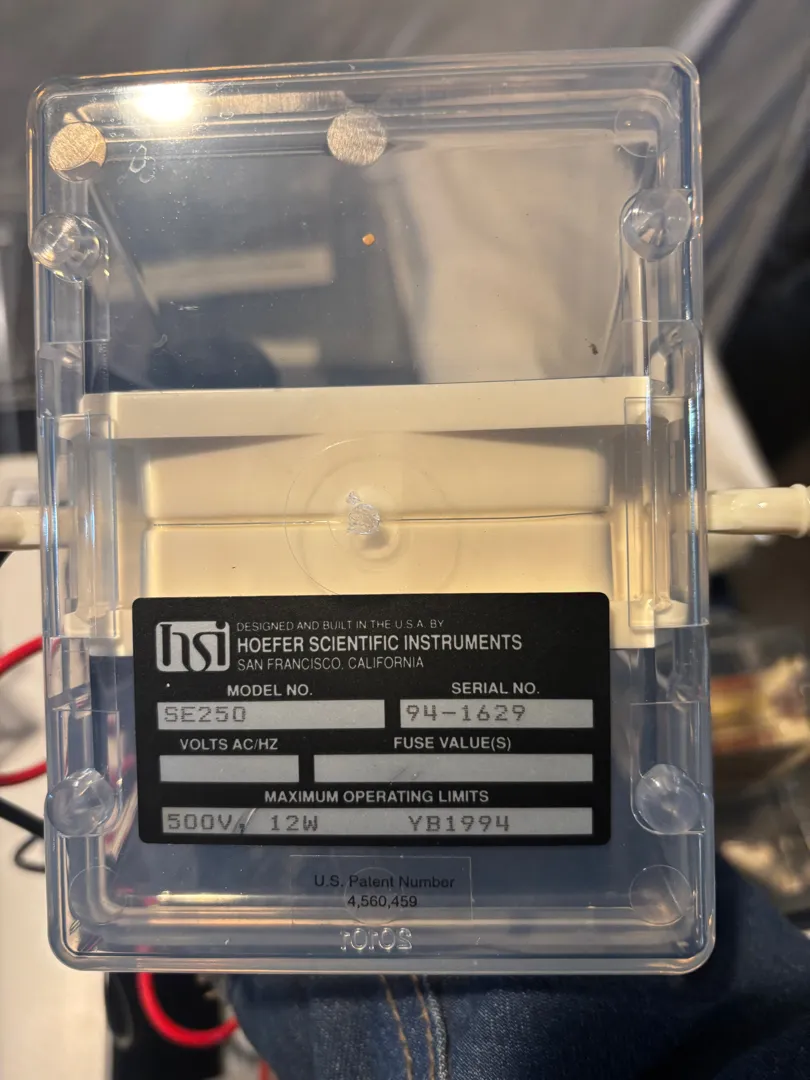 hsi
DESIGNED AND BUILT IN THE U.S.A. BY
HOEFER SCIENTIFIC INSTRUMENTS
SAN FRANCISCO, CALIFORNIA
MODEL NO. SERIAL NO.
SE250 94-1629
VOLTS AC/HZ FUSE VALUE(S)
MAXIMUM OPERATING LIMITS
500V, 12W YB1994
U.S. Patent Number
4,560,459